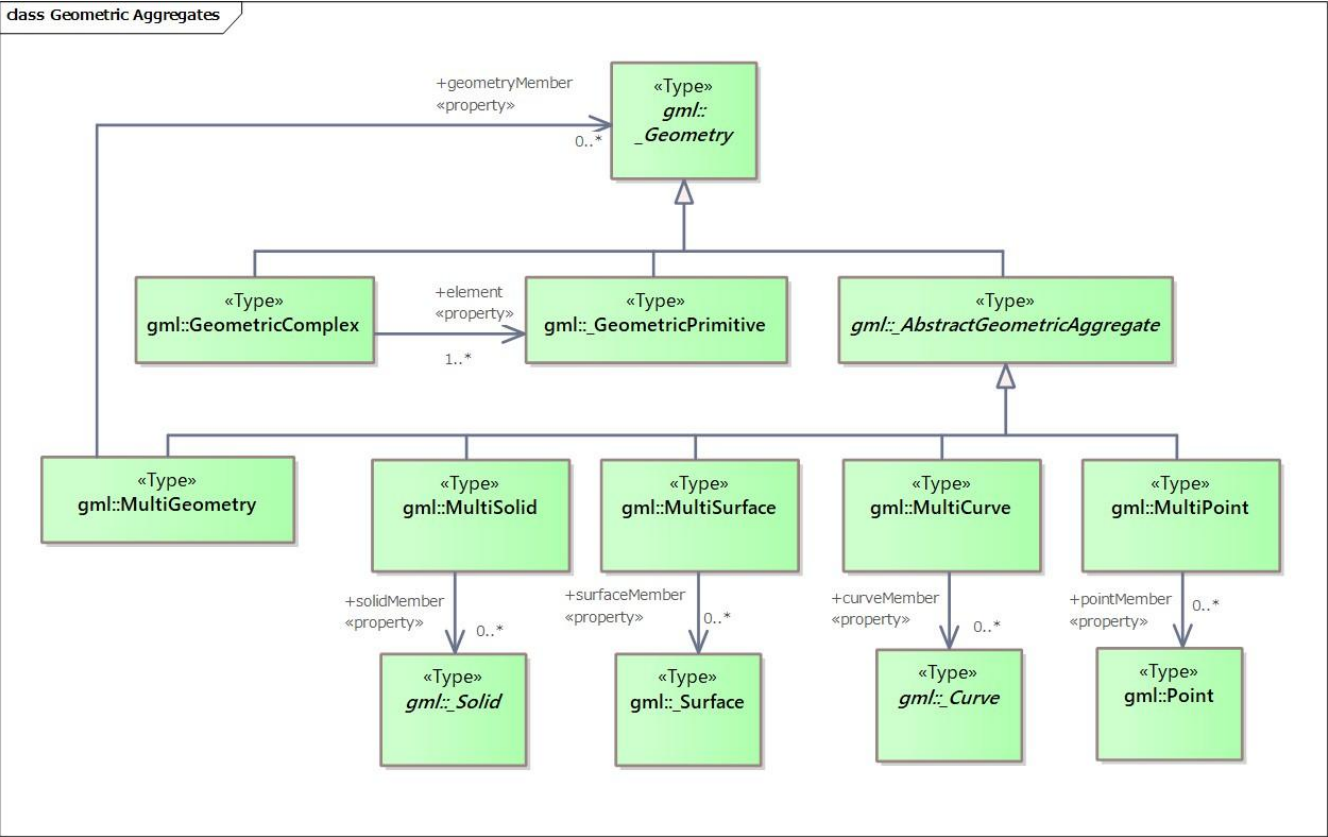 class Geometric Aggregates
+geometryMember
«property»
0..*
«Type»
gml::
_Geometry
«Type»
gml::GeometricComplex
+element
«property»
1..*
«Type»
gml::_GeometricPrimitive
«Type»
gml::_AbstractGeometricAggregate
«Type»
gml::MultiGeometry
«Type»
gml::MultiSolid
«Type»
gml::MultiSurface
«Type»
gml::MultiCurve
«Type»
gml::MultiPoint
+solidMember
«property»
0..*
+surfaceMember
«property»
0..*
+curveMember
«property»
0..*
+pointMember
«property»
0..*
«Type»
gml::_Solid
«Type»
gml::_Surface
«Type»
gml::_Curve
«Type»
gml::Point